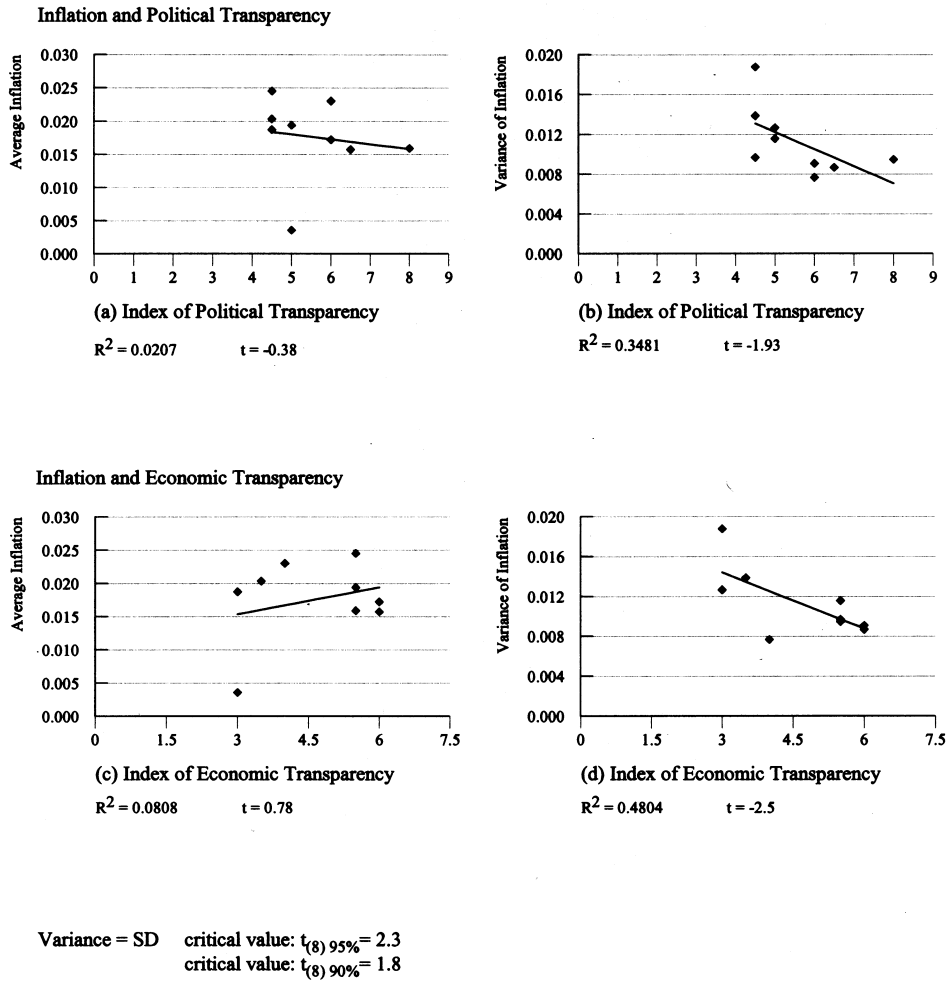 Inflation and Political Transparency
Average Inflation
0.030
0.025
0.020
0.015
0.010
0.005
0.000
0 1 2 3 4 5 6 7 8 9
(a) Index of Political Transparency
R2 = 0.0207 t = -0.38
Variance of Inflation
0.020
0.016
0.012
0.008
0.004
0.000
0 1 2 3 4 5 6 7 8 9
(b) Index of Political Transparency
R2 = 0.3481 t = -1.93
Inflation and Economic Transparency
Average Inflation
0.030
0.025
0.020
0.015
0.010
0.005
0.000
0 1.5 3 4.5 6 7.5
(c) Index of Economic Transparency
R2 = 0.0808 t = 0.78
Variance of Inflation
0.020
0.016
0.012
0.008
0.004
0.000
0 1.5 3 4.5 6 7.5
(d) Index of Economic Transparency
R2 = 0.4804 t = -2.5
Variance = SD critical value: t(8) 95%= 2.3
critical value: t(8) 90%= 1.8